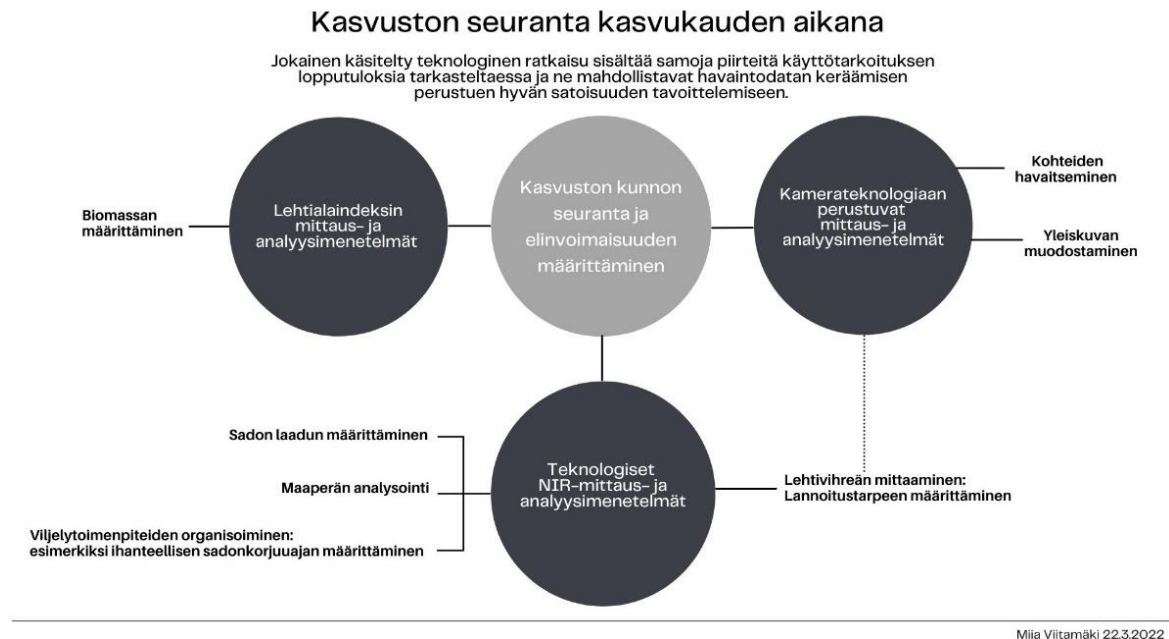 Kasvuston seuranta kasvukauden aikana
Jokainen käsitelty teknologinen ratkaisu sisältää samoja piirteitä käyttötarkoituksen
lopputuloksia tarkasteltaessa ja ne mahdollistavat havaintodatan keräämisen
perustuen hyvän satoisuuden tavoittelemiseen.
Biomassan
määrittäminen
Lehtialaindeksin
mittaus- ja
analyysimenetelmät
Kasvuston kunnon
seuranta ja
elinvoimaisuuden
määrittäminen
Kamerateknologiaan
perustuvat
mittaus- ja
analyysimenetelmät
Kohteiden
havaitseminen
Yleiskuvan
muodostaminen
Sadon laadun määrittäminen
Maaperän analysointi
Viljelytoimenpiteiden organisoiminen:
esimerkiksi ihanteellisen sadonkorjuuajan määrittäminen
Teknologiset
NIR-mittaus- ja
analyysimenetelmät
Lehtivihreän mittaaminen:
Lannoitustarpeen määrittäminen
Miia Viitamäki 22.3.2022